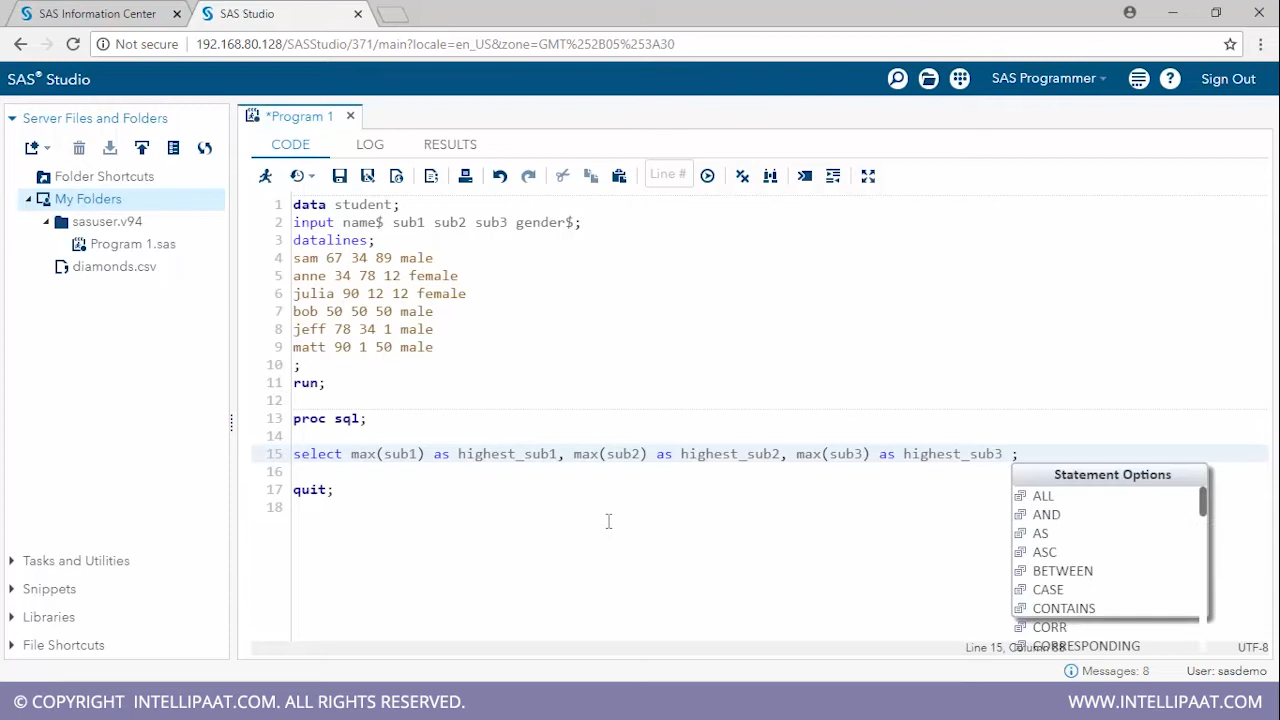 SAS Information Center
SAS Studio
Not secure 192.168.80.128/SASStudio/371/main?locale=en_US&zone=GMT%252B05%253A30
SAS® Studio
SAS Programmer
Sign Out
Server Files and Folders
Folder Shortcuts
My Folders
sasuser.v94
Program 1.sas
diamonds.csv
Tasks and Utilities
Snippets
Libraries
File Shortcuts
*Program 1
CODE LOG RESULTS
Line #
1 data student;
2 input name$ sub1 sub2 sub3 gender$;
3 datalines;
4 sam 67 34 89 male
5 anne 34 78 12 female
6 julia 90 12 12 female
7 bob 50 50 50 male
8 jeff 78 34 1 male
9 matt 90 1 50 male
10 ;
11 run;
12
13 proc sql;
14
15 select max(sub1) as highest_sub1, max(sub2) as highest_sub2, max(sub3) as highest_sub3 ;
16
17 quit;
18
Statement Options
ALL
AND
AS
ASC
BETWEEN
CASE
CONTAINS
CORR
CORRESPONDING
Line 15, Column 88
UTF-8
Messages: 8 User: sasdemo
© COPYRIGHT INTELLIPAAT.COM. ALL RIGHTS RESERVED.
WWW.INTELLIPAAT.COM